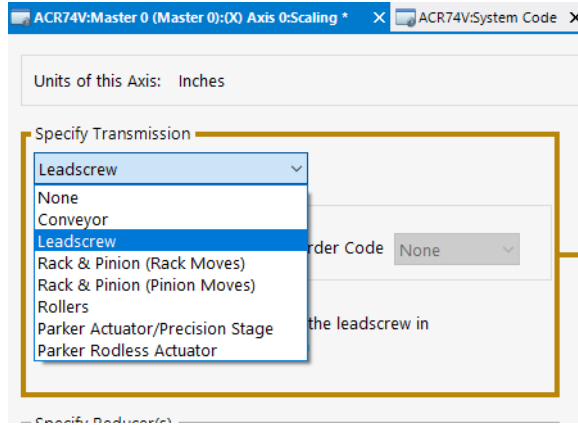 ACR74V:Master 0 (Master 0):(X) Axis 0:Scaling * X ACR74V:System Code X
Units of this Axis: Inches
Specify Transmission
Leadscrew
None
Conveyor
Leadscrew
rder Code None
Rack & Pinion (Rack Moves)
Rack & Pinion (Pinion Moves)
Rollers
Parker Actuator/Precision Stage
the leadscrew in
Parker Rodless Actuator
Specify Reducer(s)